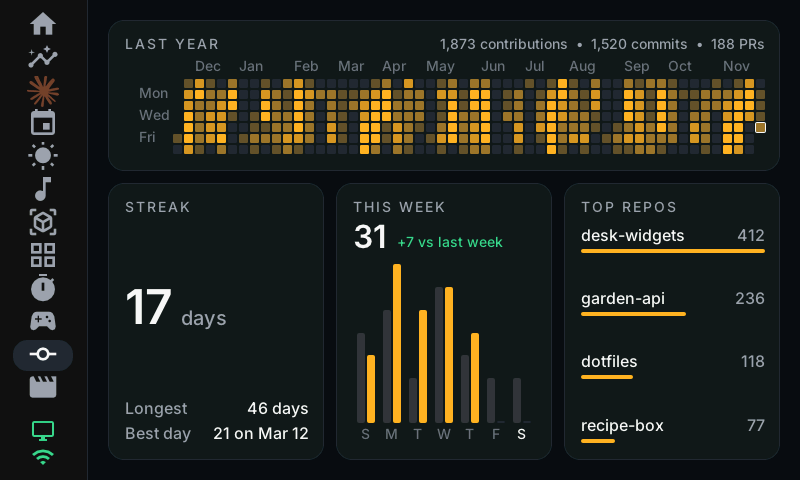 LAST YEAR 1,873 contributions • 1,520 commits • 188 PRs
Dec Jan Feb Mar Apr May Jun Jul Aug Sep Oct Nov
Mon
Wed
Fri
STREAK
17 days
Longest 46 days
Best day 21 on Mar 12
THIS WEEK
31 +7 vs last week
S M T W T F S
TOP REPOS
desk-widgets 412
garden-api 236
dotfiles 118
recipe-box 77